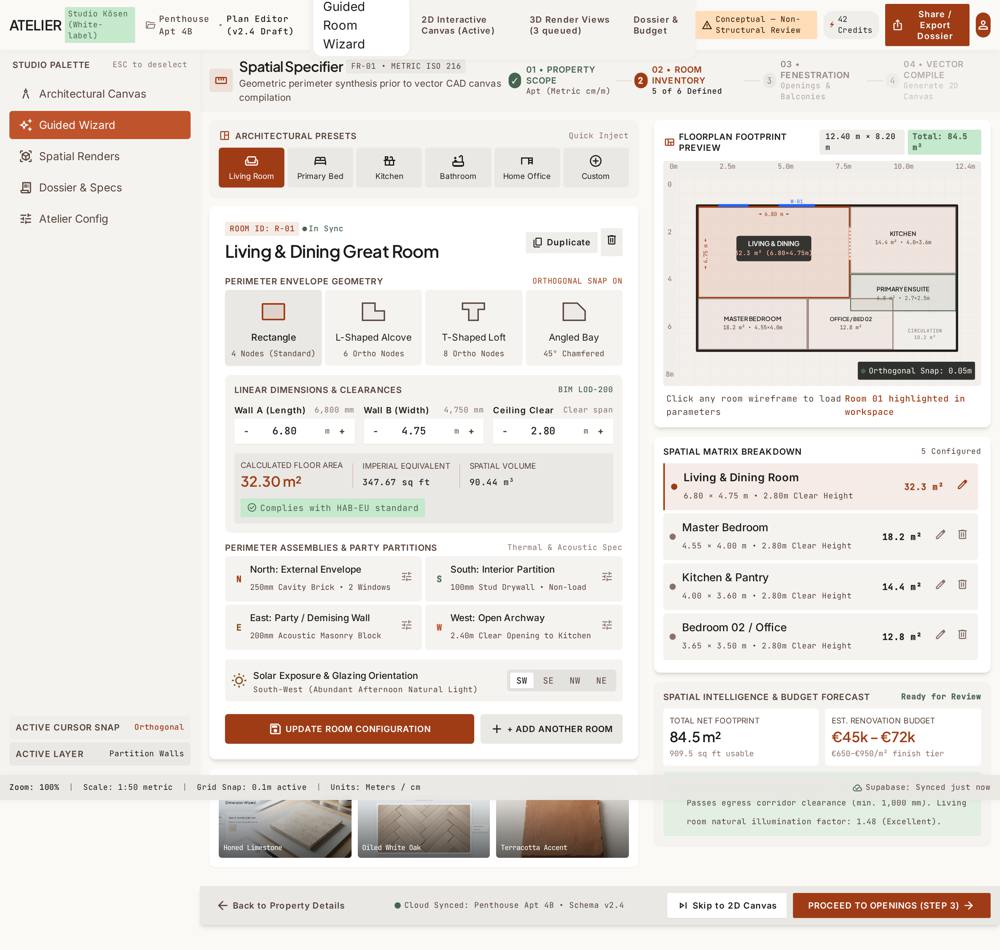 ATELIER
Studio Kōsen
(White-
label)
Penthouse
Apt 4B
Plan Editor
(v2.4 Draft)
Guided
Room
Wizard
2D Interactive
Canvas (Active)
3D Render Views
(3 queued)
Dossier &
Budget
Conceptual — Non-
Structural Review
42
Credits
Share /
Export
Dossier
STUDIO PALETTE
ESC to deselect
Architectural Canvas
Guided Wizard
Spatial Renders
Dossier & Specs
Atelier Config
ACTIVE CURSOR SNAP
Orthogonal
ACTIVE LAYER
Partition Walls
Spatial Specifier
FR-01 • METRIC ISO 216
Geometric perimeter synthesis prior to vector CAD canvas
compilation
01 • PROPERTY
SCOPE
Apt (Metric cm/m)
2
02 • ROOM
INVENTORY
5 of 6 Defined
3
03 •
FENESTRATION
Openings &
Balconies
4
04 • VECTOR
COMPILE
Generate 2D
Canvas
ARCHITECTURAL PRESETS
Quick Inject
Living Room
Primary Bed
Kitchen
Bathroom
Home Office
Custom
ROOM ID: R-01
In Sync
Living & Dining Great Room
Duplicate
PERIMETER ENVELOPE GEOMETRY
ORTHOGONAL SNAP ON
Rectangle
4 Nodes (Standard)
L-Shaped Alcove
6 Ortho Nodes
T-Shaped Loft
8 Ortho Nodes
Angled Bay
45° Chamfered
LINEAR DIMENSIONS & CLEARANCES
BIM LOD-200
Wall A (Length)
6,800 mm
Wall B (Width)
4,750 mm
Ceiling Clear
Clear span
- 6.80 m +
- 4.75 m +
- 2.80 m +
CALCULATED FLOOR AREA
32.30 m²
IMPERIAL EQUIVALENT
347.67 sq ft
SPATIAL VOLUME
90.44 m³
Complies with HAB-EU standard
PERIMETER ASSEMBLIES & PARTY PARTITIONS
Thermal & Acoustic Spec
N
North: External Envelope
250mm Cavity Brick • 2 Windows
S
South: Interior Partition
100mm Stud Drywall • Non-load
E
East: Party / Demising Wall
200mm Acoustic Masonry Block
W
West: Open Archway
2.40m Clear Opening to Kitchen
Solar Exposure & Glazing Orientation
South-West (Abundant Afternoon Natural Light)
SW
SE
NW
NE
UPDATE ROOM CONFIGURATION
+ ADD ANOTHER ROOM
FLOORPLAN FOOTPRINT
PREVIEW
12.40 m × 8.20
m
Total: 84.5
m²
0m
2.5m
5.0m
7.5m
10.0m
12.4m
0
2
4
6
8m
W-01
6.80 m
4.75 m
LIVING & DINING
32.3 m² (6.80×4.75m)
KITCHEN
14.4 m² • 4.0×3.6m
PRIMARY ENSUITE
6.8 m² • 2.7×2.5m
MASTER BEDROOM
18.2 m² • 4.55×4.0m
OFFICE / BED 02
12.8 m²
CIRCULATION
10.2 m²
Orthogonal Snap: 0.05m
Click any room wireframe to load
parameters
Room 01 highlighted in
workspace
SPATIAL MATRIX BREAKDOWN
5 Configured
Living & Dining Room
6.80 × 4.75 m • 2.80m Clear Height
32.3 m²
Master Bedroom
4.55 × 4.00 m • 2.80m Clear Height
18.2 m²
Kitchen & Pantry
4.00 × 3.60 m • 2.80m Clear Height
14.4 m²
Bedroom 02 / Office
3.65 × 3.50 m • 2.80m Clear Height
12.8 m²
SPATIAL INTELLIGENCE & BUDGET FORECAST
Ready for Review
TOTAL NET FOOTPRINT
84.5 m²
909.5 sq ft usable
EST. RENOVATION BUDGET
€45k – €72k
€650-€950/m² finish tier
Zoom: 100% | Scale: 1:50 metric | Grid Snap: 0.1m active | Units: Meters / cm
Supabase: Synced just now
Passes egress corridor clearance (min. 1,000 mm). Living
room natural illumination factor: 1.48 (Excellent).
Honed Limestone
Oiled White Oak
Terracotta Accent
Back to Property Details
Cloud Synced: Penthouse Apt 4B • Schema v2.4
Skip to 2D Canvas
PROCEED TO OPENINGS (STEP 3)